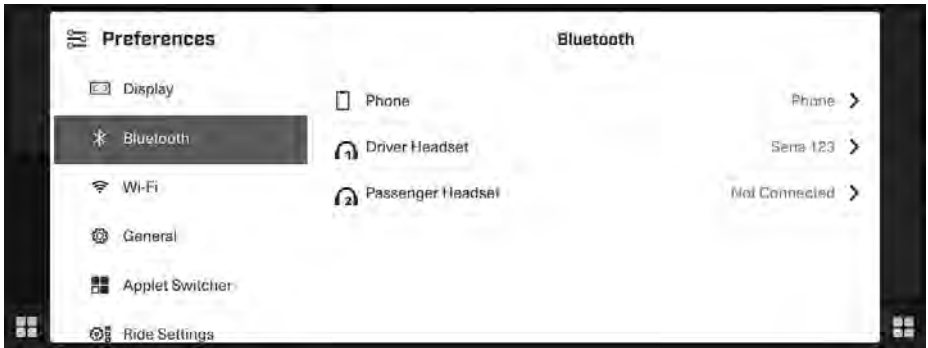 Preferences
Bluetooth
Display
Bluetooth
Wi-Fi
General
Applet Switcher
Ride Settings
Phone Phone
Driver Headset Sena 123
Passenger Headset Not Connected